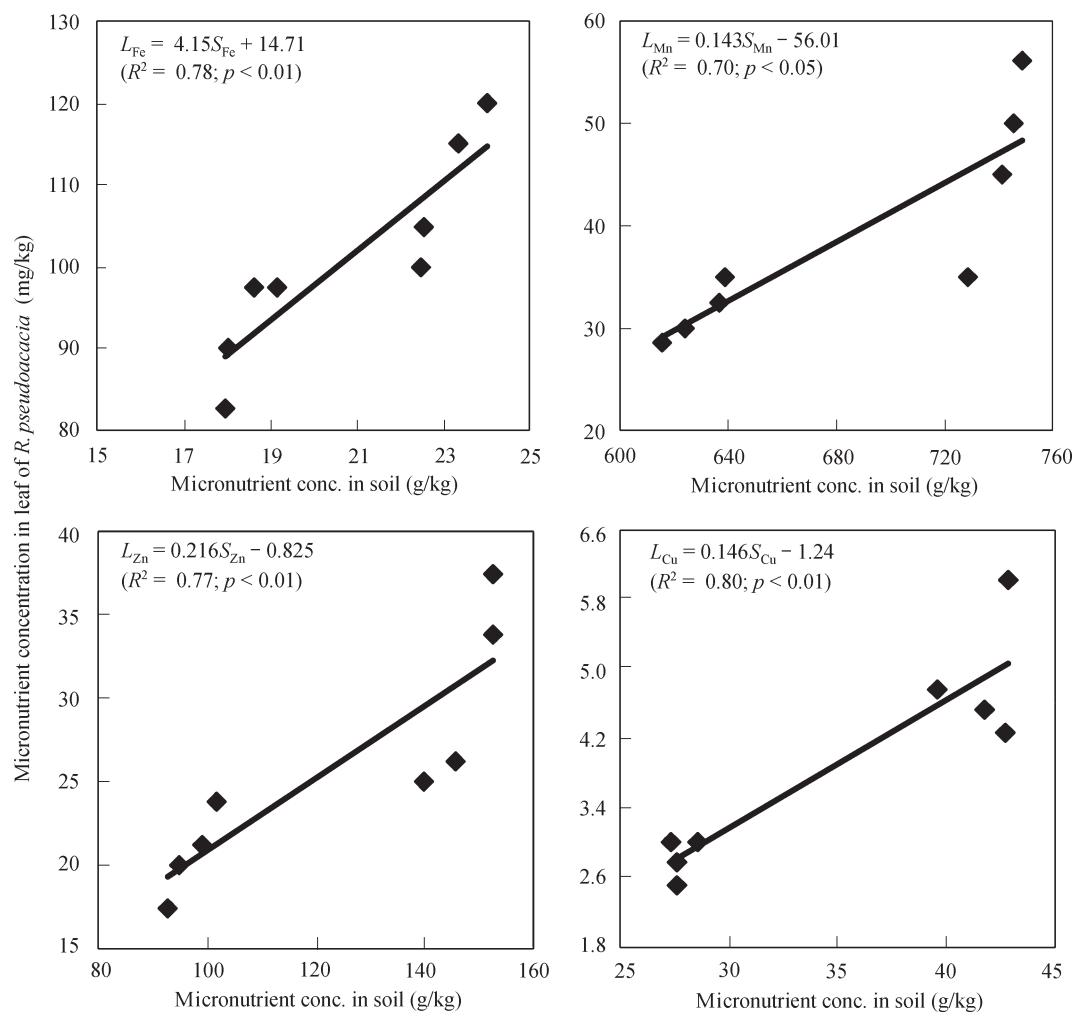 Micronutrient concentration in leaf of R. pseudoacacia (mg/kg)
L_Fe = 4.15S_Fe + 14.71
(R² = 0.78; p < 0.01)
130
120
110
100
90
80
15 17 19 21 23 25
Micronutrient conc. in soil (g/kg)
L_Mn = 0.143S_Mn − 56.01
(R² = 0.70; p < 0.05)
60
50
40
30
20
600 640 680 720 760
Micronutrient conc. in soil (g/kg)
L_Zn = 0.216S_Zn − 0.825
(R² = 0.77; p < 0.01)
40
35
30
25
20
15
80 100 120 140 160
Micronutrient conc. in soil (g/kg)
L_Cu = 0.146S_Cu − 1.24
(R² = 0.80; p < 0.01)
6.6
5.8
5.0
4.2
3.4
2.6
1.8
25 30 35 40 45
Micronutrient conc. in soil (g/kg)